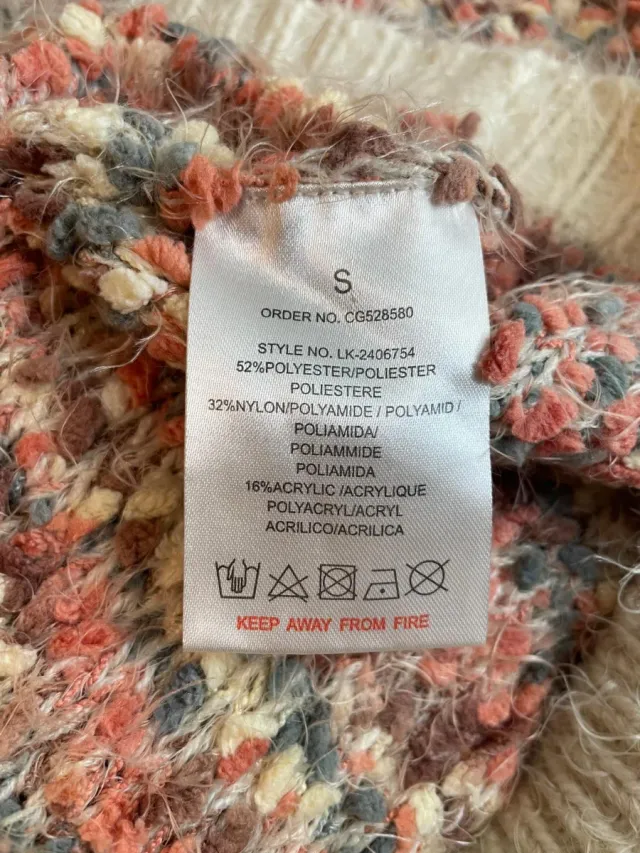 S
ORDER NO. CG528580
STYLE NO. LK-2406754
52%POLYESTER/POLIESTER
POLIESTERE
32%NYLON/POLYAMIDE / POLYAMID /
POLIAMIDA/
POLIAMMIDE
POLIAMIDA
16%ACRYLIC /ACRYLIQUE
POLYACRYL/ACRYL
ACRILICO/ACRILICA
KEEP AWAY FROM FIRE